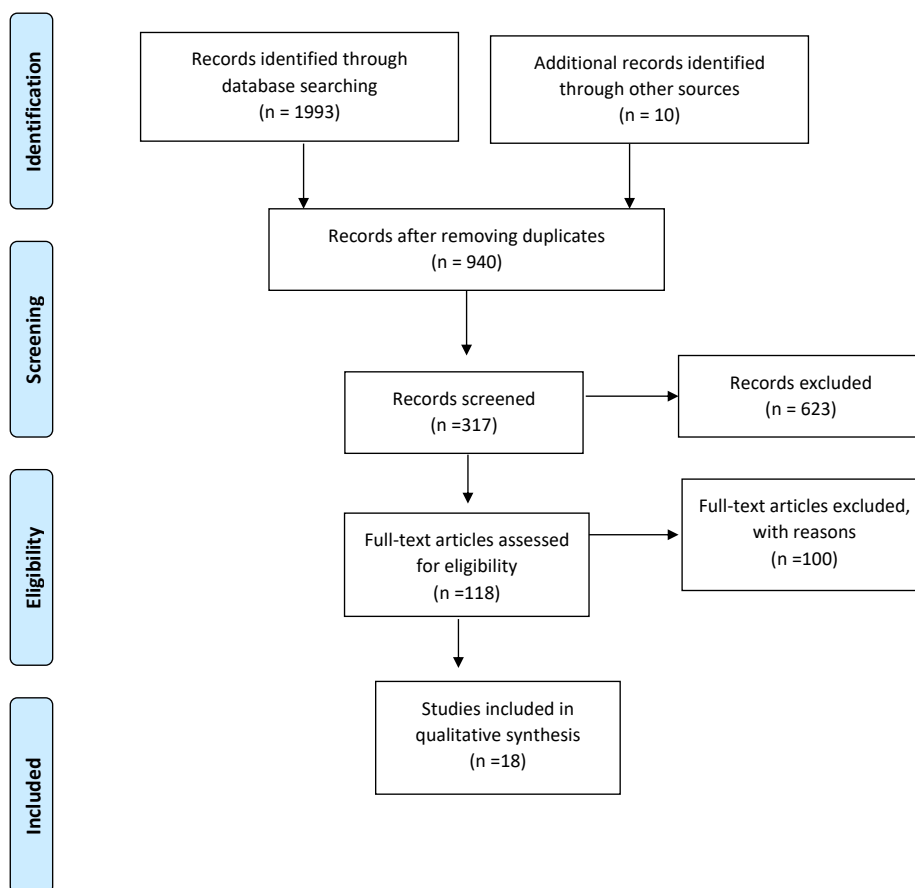 Identification
Records identified through
database searching
(n = 1993)
Additional records identified
through other sources
(n = 10)
Records after removing duplicates
(n = 940)
Screening
Records screened
(n =317)
Records excluded
(n = 623)
Eligibility
Full-text articles assessed
for eligibility
(n =118)
Full-text articles excluded,
with reasons
(n =100)
Included
Studies included in
qualitative synthesis
(n =18)